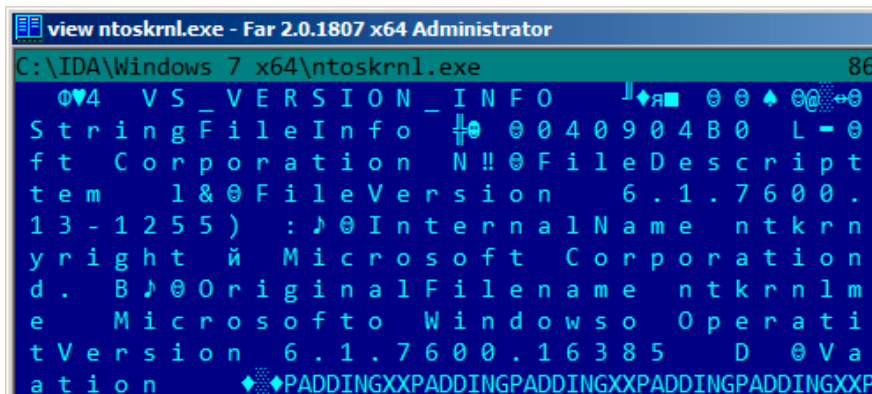 view ntoskrnl.exe - Far 2.0.1807 x64 Administrator
C:\IDA\Windows 7 x64\ntoskrnl.exe 86
Ф♥4 V S _ V E R S I O N _ I N F O ╜♦я■ ☺ ☺ ♠ ☺@░↔☺
S t r i n g F i l e I n f o ╬☻ ☺ 0 4 0 9 0 4 B 0 L ▬ ☺
f t C o r p o r a t i o n N ‼ ☺ F i l e D e s c r i p t
t e m l & ☺ F i l e V e r s i o n 6 . 1 . 7 6 0 0 .
1 3 - 1 2 5 5 ) : ♪ ☺ I n t e r n a l N a m e n t k r n
y r i g h t й M i c r o s o f t C o r p o r a t i o n
d . B ♪ ☺ O r i g i n a l F i l e n a m e n t k r n l m
e M i c r o s o f t o W i n d o w s o O p e r a t i
t V e r s i o n 6 . 1 . 7 6 0 0 . 1 6 3 8 5 D ☺ V a
a t i o n ♦░♦PADDINGXXPADDINGPADDINGXXPADDINGPADDINGXXP